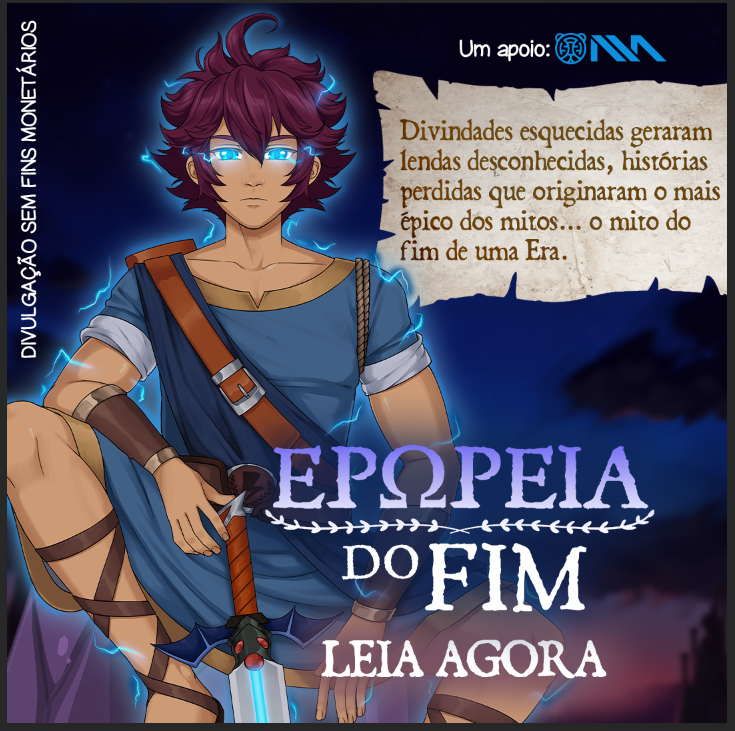 DIVULGAÇÃO SEM FINS MONETÁRIOS
Um apoio:
Divindades esquecidas geraram
lendas desconhecidas, histórias
perdidas que originaram o mais
épico dos mitos... o mito do
fim de uma Era.
EPΩPEIA
DO FIM
LEIA AGORA